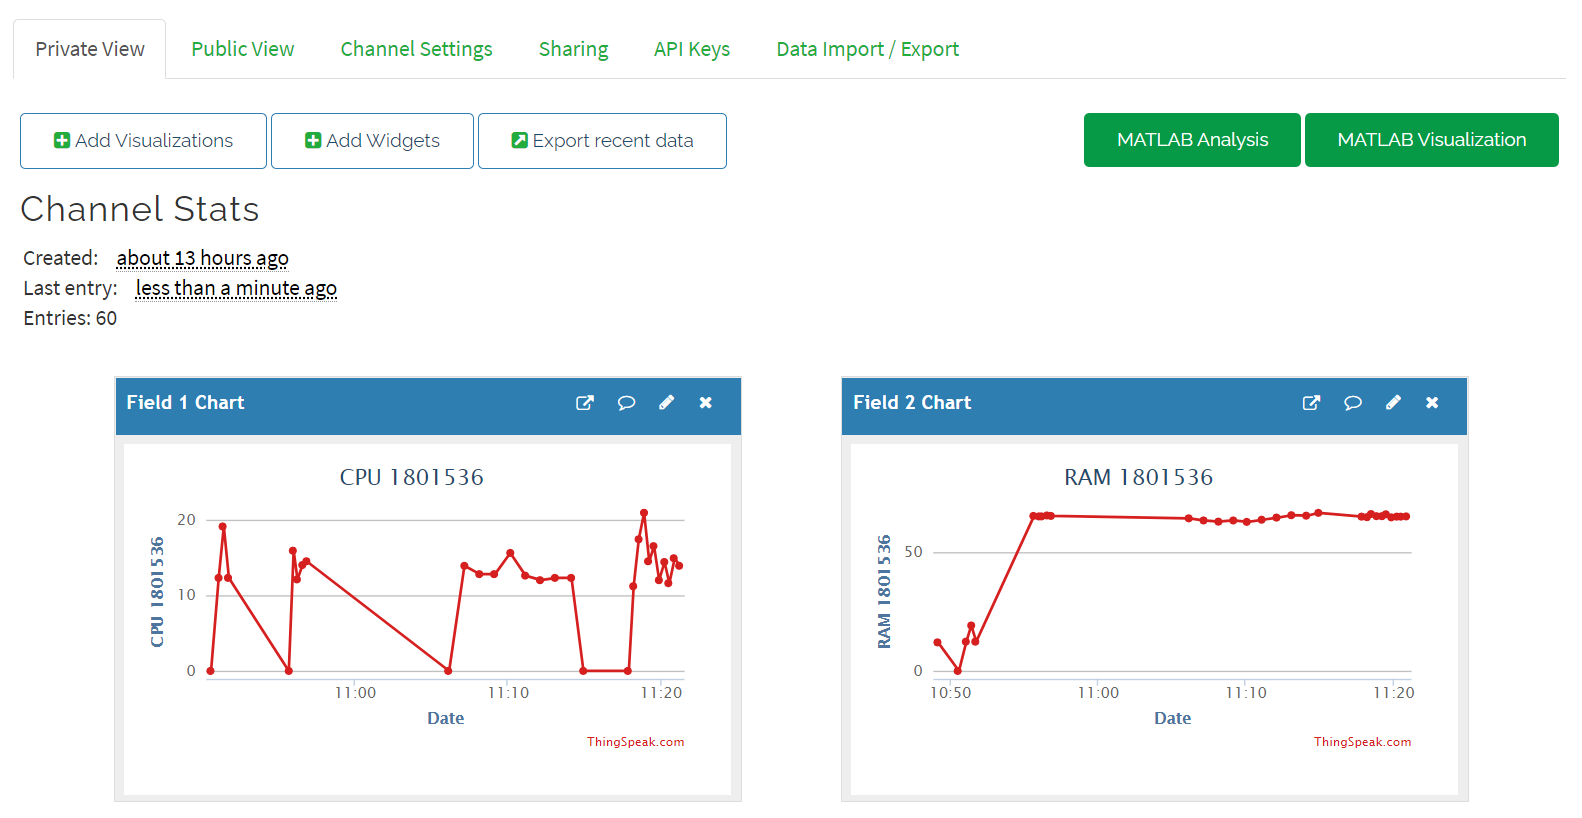 Private View Public View Channel Settings Sharing API Keys Data Import / Export
Add Visualizations Add Widgets Export recent data MATLAB Analysis MATLAB Visualization
Channel Stats
Created: about 13 hours ago
Last entry: less than a minute ago
Entries: 60
Field 1 Chart
CPU 1801536
CPU 1801536
20
10
0
11:00 11:10 11:20
Date
ThingSpeak.com
Field 2 Chart
RAM 1801536
RAM 1801536
50
0
10:50 11:00 11:10 11:20
Date
ThingSpeak.com